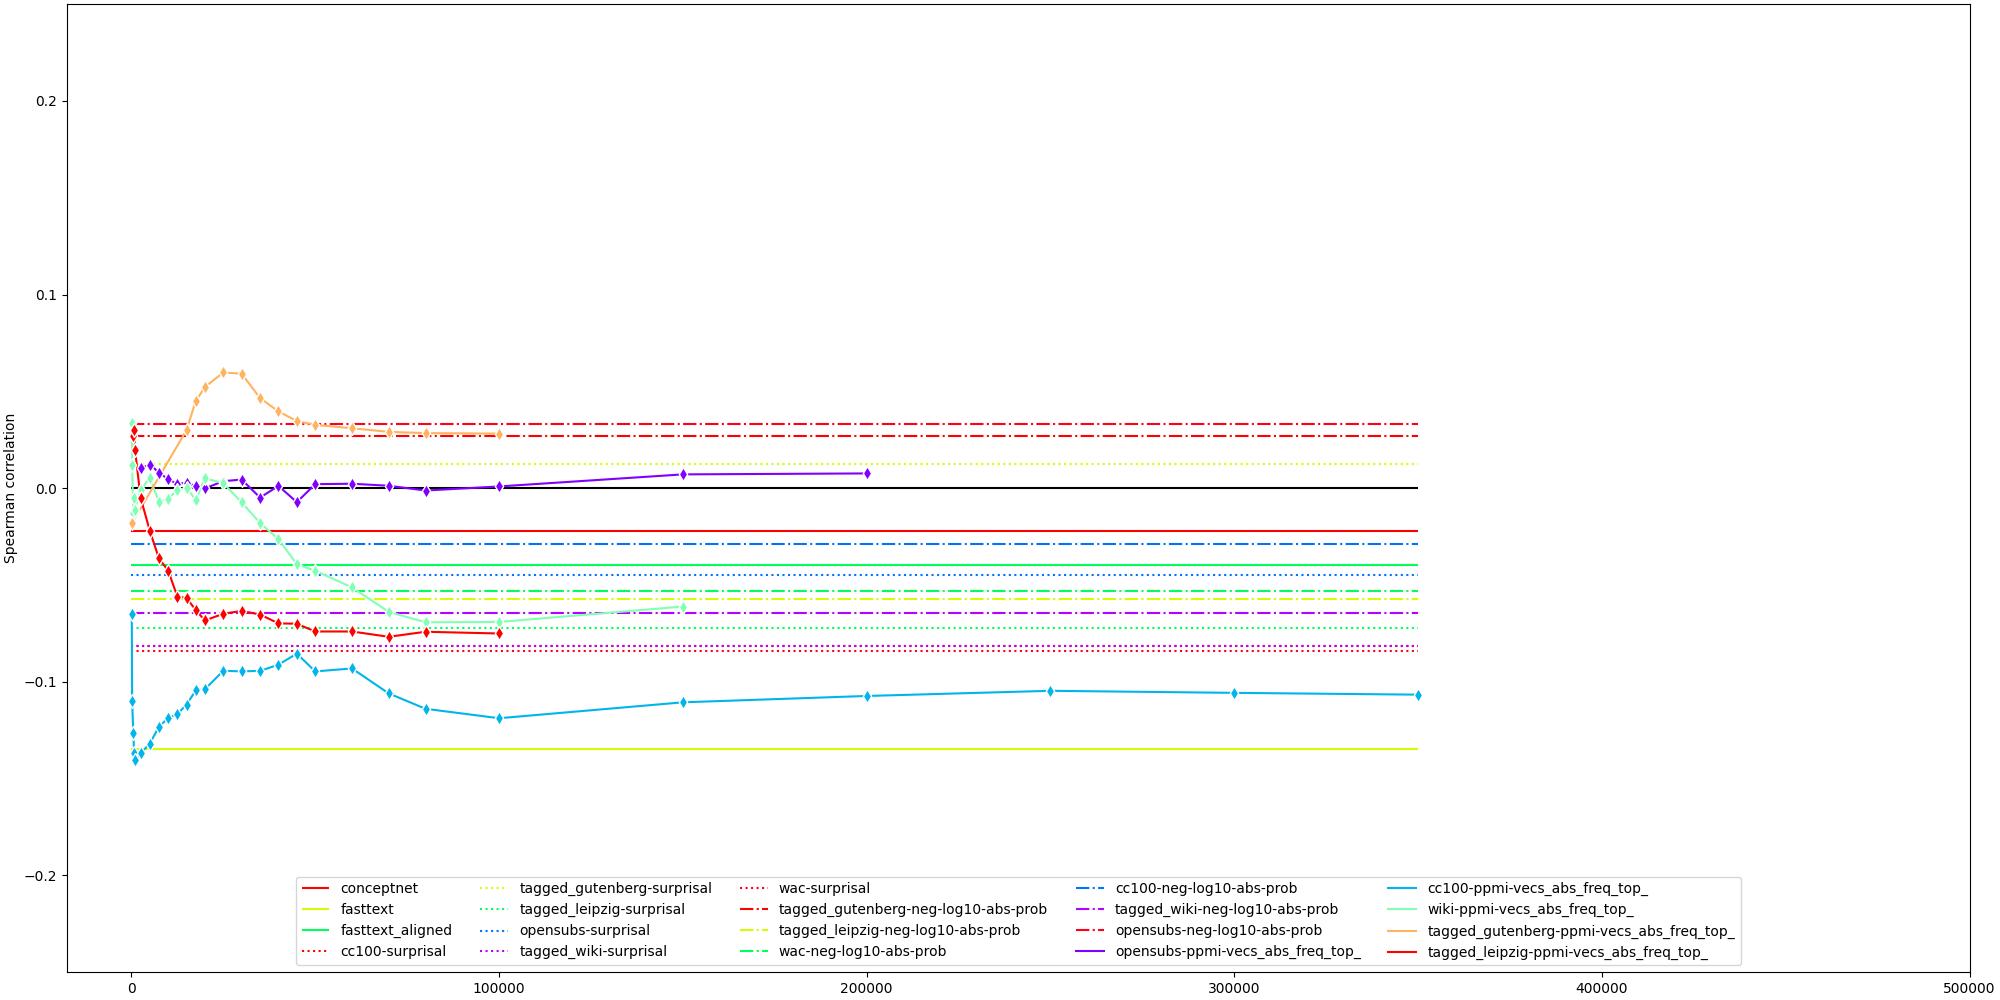 0.2
0.1
0.0
−0.1
−0.2
Spearman correlation
0 100000 200000 300000 400000 500000
conceptnet
fasttext
fasttext_aligned
cc100-surprisal
tagged_gutenberg-surprisal
tagged_leipzig-surprisal
opensubs-surprisal
tagged_wiki-surprisal
wac-surprisal
tagged_gutenberg-neg-log10-abs-prob
tagged_leipzig-neg-log10-abs-prob
wac-neg-log10-abs-prob
cc100-neg-log10-abs-prob
tagged_wiki-neg-log10-abs-prob
opensubs-neg-log10-abs-prob
opensubs-ppmi-vecs_abs_freq_top_
cc100-ppmi-vecs_abs_freq_top_
wiki-ppmi-vecs_abs_freq_top_
tagged_gutenberg-ppmi-vecs_abs_freq_top_
tagged_leipzig-ppmi-vecs_abs_freq_top_